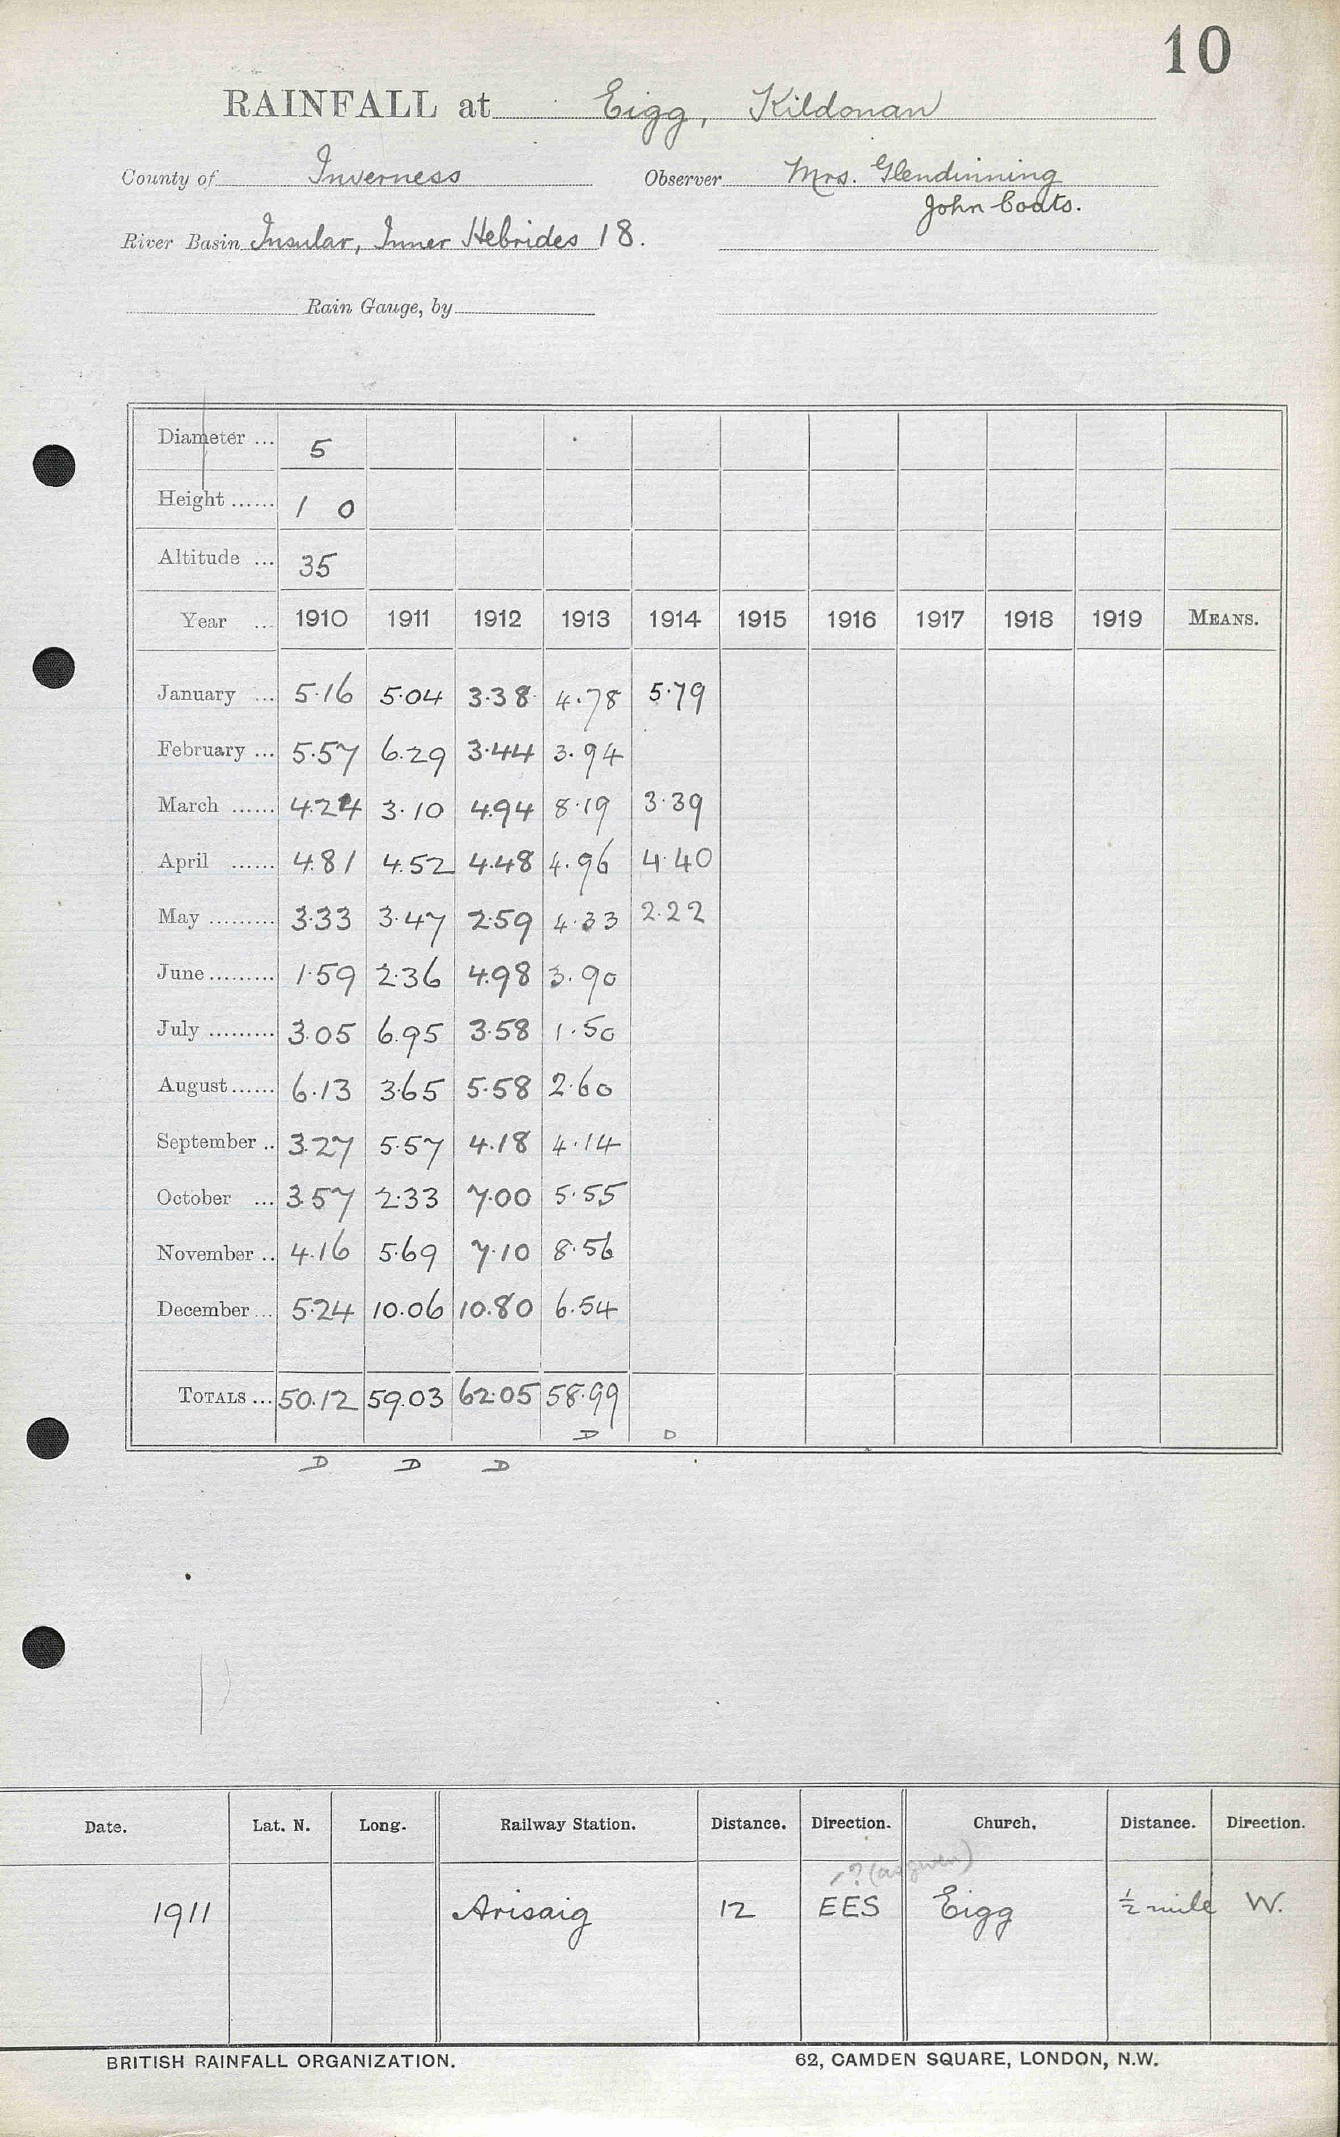 10
RAINFALL at Eigg, Kildonan
County of Inverness Observer Mrs. Glendinning
John Coats.
River Basin Insular, Inner Hebrides 18.
Rain Gauge, by
Diameter ... 5
Height ...... 1 0
Altitude ... 35
Year ... 1910 1911 1912 1913 1914 1915 1916 1917 1918 1919 MEANS.
January ... 5.16 5.04 3.38 4.78 5.79
February ... 5.57 6.29 3.44 3.94
March ...... 4.24 3.10 4.94 8.19 3.39
April ...... 4.81 4.52 4.48 4.96 4.40
May ......... 3.33 3.47 2.59 4.33 2.22
June ......... 1.59 2.36 4.98 3.90
July ......... 3.05 6.95 3.58 1.50
August ...... 6.13 3.65 5.58 2.60
September .. 3.27 5.57 4.18 4.14
October ... 3.57 2.33 7.00 5.55
November .. 4.16 5.69 7.10 8.56
December ... 5.24 10.06 10.80 6.54
TOTALS ... 50.12 59.03 62.05 58.99
D D
D D D
Date. Lat. N. Long. Railway Station. Distance. Direction. Church. Distance. Direction.
? (as given)
1911 Arisaig 12 EES Eigg ½ mile W.
BRITISH RAINFALL ORGANIZATION. 62, CAMDEN SQUARE, LONDON, N.W.